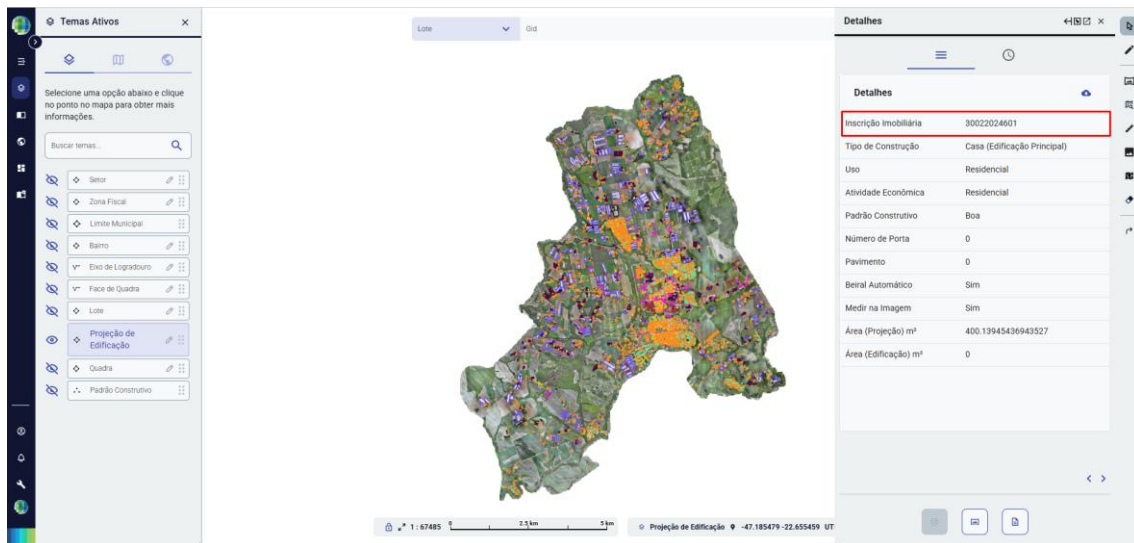 Temas Ativos
Selecione uma opção abaixo e clique
no ponto no mapa para obter mais
informações.
Buscar temas...
Setor
Zona Fiscal
Limite Municipal
Bairro
Eixo de Logradouro
Face de Quadra
Lote
Projeção de
Edificação
Quadra
Padrão Construtivo
Lote
Gid
1 : 67485
0 2.5 km 5 km
Projeção de Edificação -47.185479 -22.655459 UT
Detalhes
Detalhes
Inscrição Imobiliária 30022024601
Tipo de Construção Casa (Edificação Principal)
Uso Residencial
Atividade Econômica Residencial
Padrão Construtivo Boa
Número de Porta 0
Pavimento 0
Beiral Automático Sim
Medir na Imagem Sim
Área (Projeção) m² 400.13945436943527
Área (Edificação) m² 0